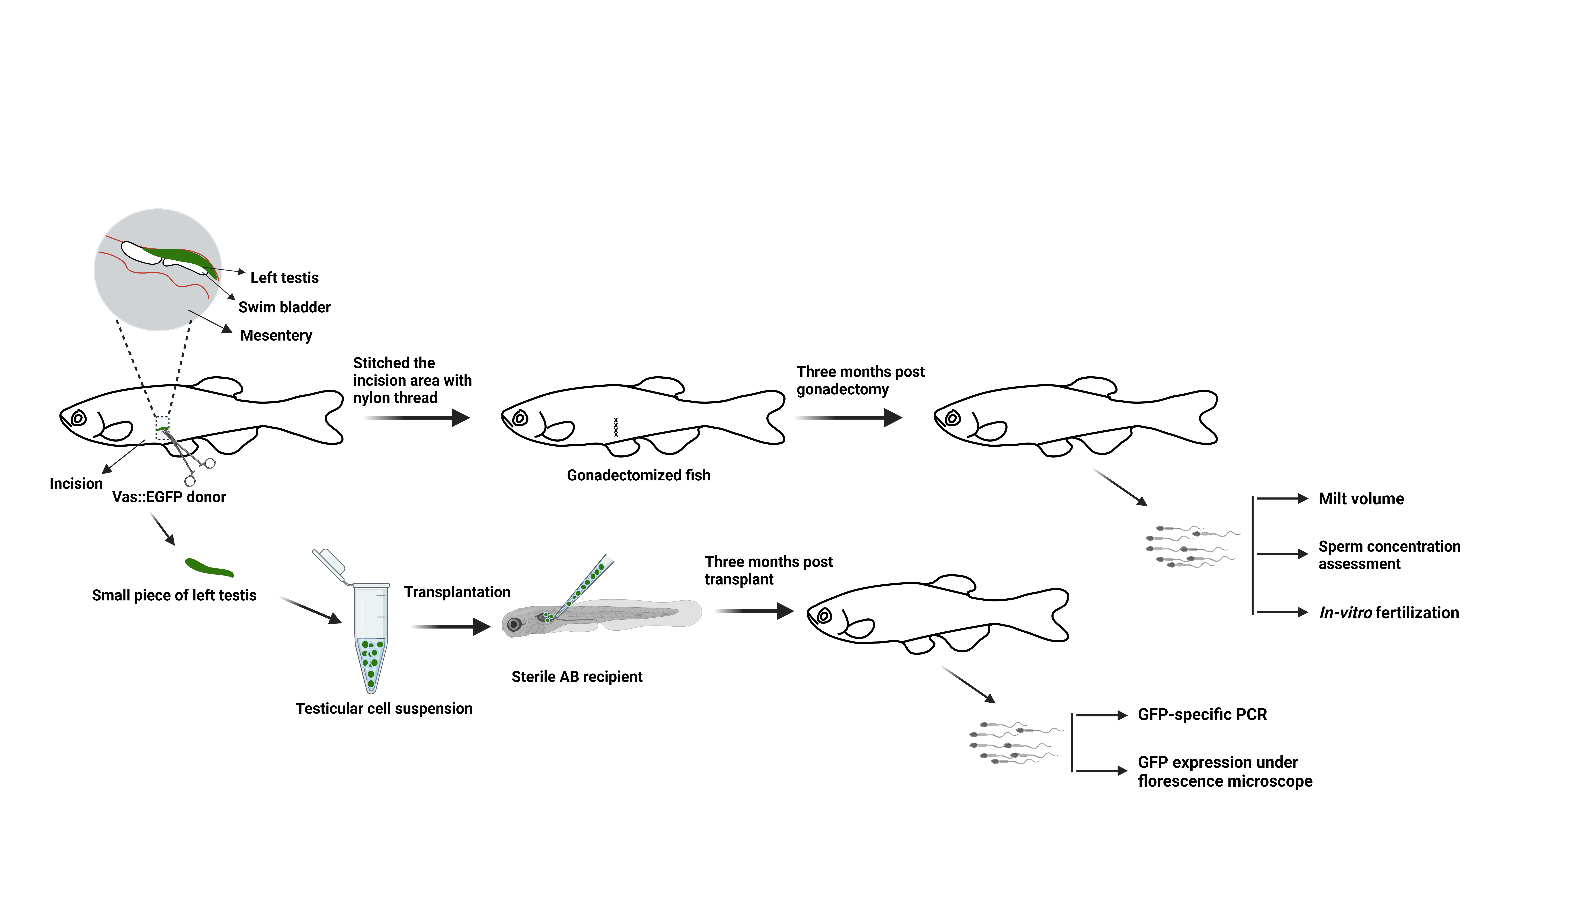 Left testis
Swim bladder
Mesentery
Stitched the
incision area with
nylon thread
Three months post
gonadectomy
Incision
Vas::EGFP donor
Gonadectomized fish
Milt volume
Sperm concentration
assessment
In-vitro fertilization
Small piece of left testis
Transplantation
Three months post
transplant
Sterile AB recipient
Testicular cell suspension
GFP-specific PCR
GFP expression under
florescence microscope